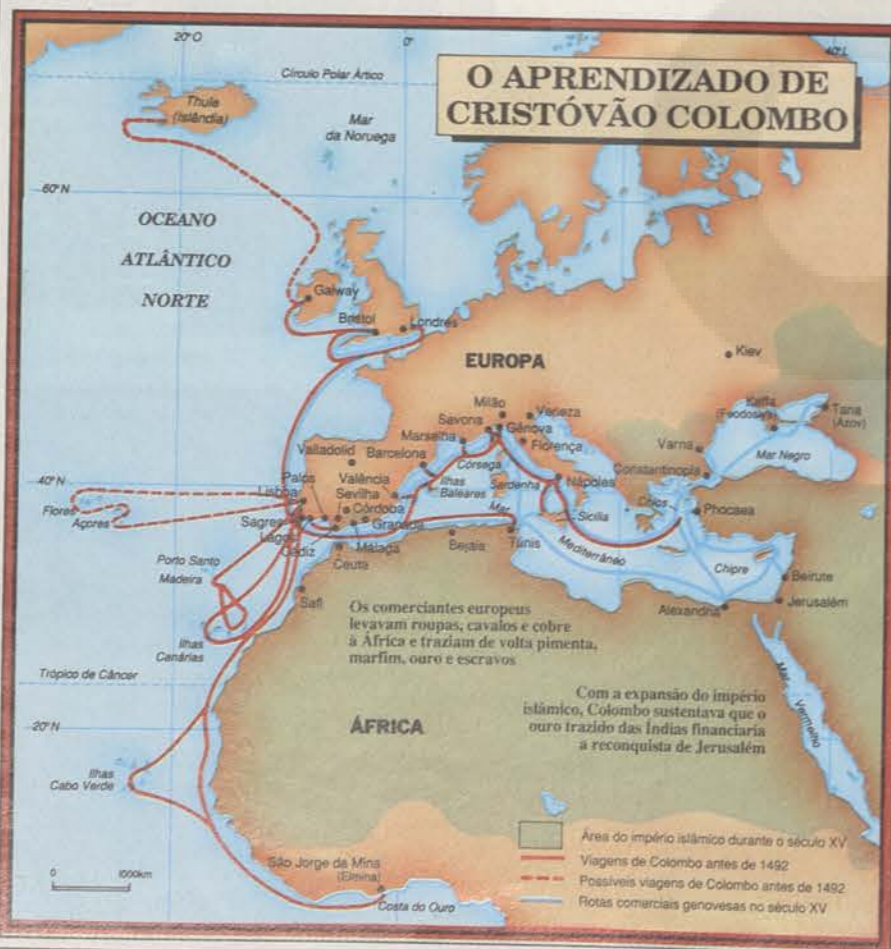 20°O
0°
40°L
Círculo Polar Ártico
O APRENDIZADO DE
CRISTÓVÃO COLOMBO
Thule
(Islândia)
Mar
da Noruega
60°N
OCEANO
ATLÂNTICO
NORTE
Galway
Bristol
Londres
EUROPA
Kiev
Milão
Veneza
Savona
Gênova
Keffa
(Feodosiya)
Tana
(Azov)
Marselha
Florença
Valladolid
Barcelona
Córsega
Varna
Mar Negro
Constantinopla
40°N
Palos
Valência
Ilhas
Baleares
Sardenha
Nápoles
Lisboa
Sevilha
Flores
Açores
Córdoba
Chios
Phocaea
Sagres
Granada
Mar
Sicília
Lagos
Cádiz
Málaga
Bejaia
Túnis
Mediterrâneo
Ceuta
Chipre
Porto Santo
Madeira
Beirute
Safi
Alexandria
Jerusalém
Os comerciantes europeus
levavam roupas, cavalos e cobre
à África e traziam de volta pimenta,
marfim, ouro e escravos
Ilhas
Canárias
Trópico de Câncer
Com a expansão do império
islâmico, Colombo sustentava que o
ouro trazido das Índias financiaria
a reconquista de Jerusalém
Mar
Vermelho
20°N
ÁFRICA
Ilhas
Cabo Verde
Área do império islâmico durante o século XV
Viagens de Colombo antes de 1492
Possíveis viagens de Colombo antes de 1492
Rotas comerciais genovesas no século XV
0
1000km
São Jorge da Mina
(Elmina)
Costa do Ouro